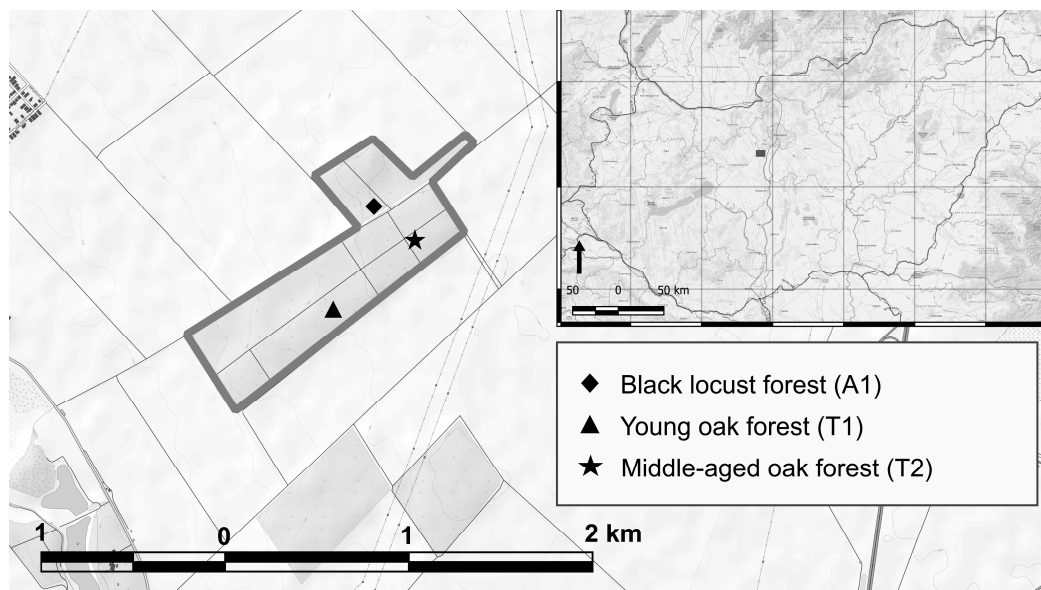 50 0 50 km
Black locust forest (A1)
Young oak forest (T1)
Middle-aged oak forest (T2)
1 0 1 2 km